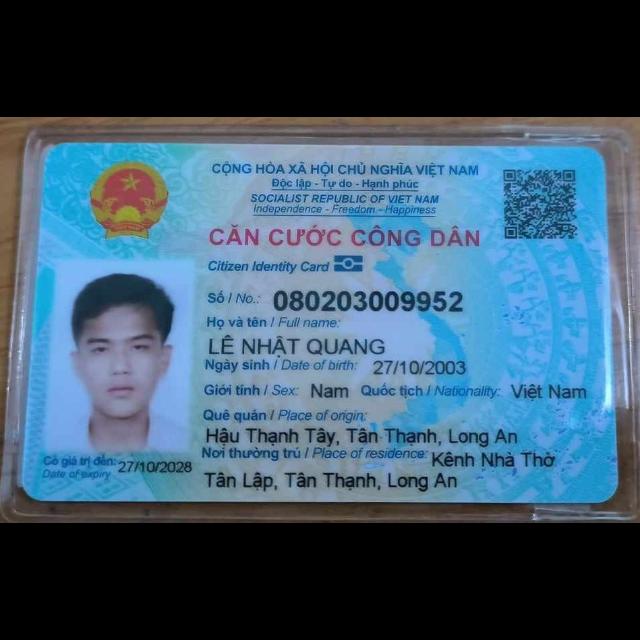 CỘNG HÒA XÃ HỘI CHỦ NGHĨA VIỆT NAM
Độc lập - Tự do - Hạnh phúc
SOCIALIST REPUBLIC OF VIET NAM
Independence - Freedom - Happiness
CĂN CƯỚC CÔNG DÂN
Citizen Identity Card
Số / No.: 080203009952
Họ và tên / Full name:
LÊ NHẬT QUANG
Ngày sinh / Date of birth: 27/10/2003
Giới tính / Sex: Nam Quốc tịch / Nationality: Việt Nam
Quê quán / Place of origin:
Hậu Thạnh Tây, Tân Thạnh, Long An
Nơi thường trú / Place of residence: Kênh Nhà Thờ
Tân Lập, Tân Thạnh, Long An
Có giá trị đến: 27/10/2028
Date of expiry